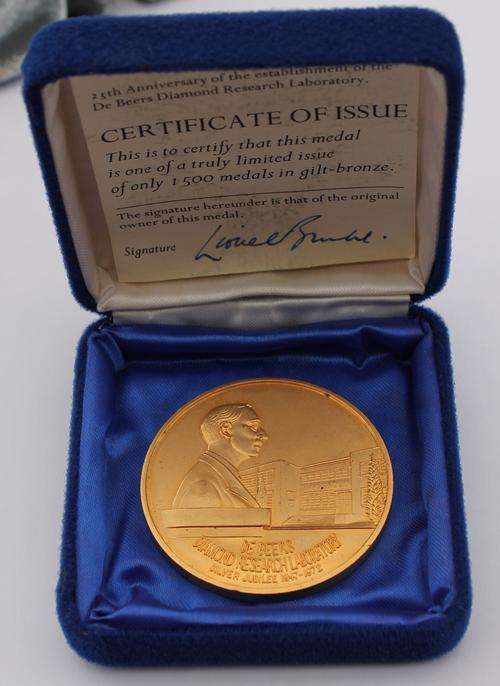 25th Anniversary of the establishment of the
De Beers Diamond Research Laboratory.
CERTIFICATE OF ISSUE
This is to certify that this medal
is one of a truly limited issue
of only 1500 medals in gilt-bronze.
The signature hereunder is that of the original
owner of this medal.
Signature Lionel
DE BEERS
DIAMOND RESEARCH LABORATORY
SILVER JUBILEE 1947-1972